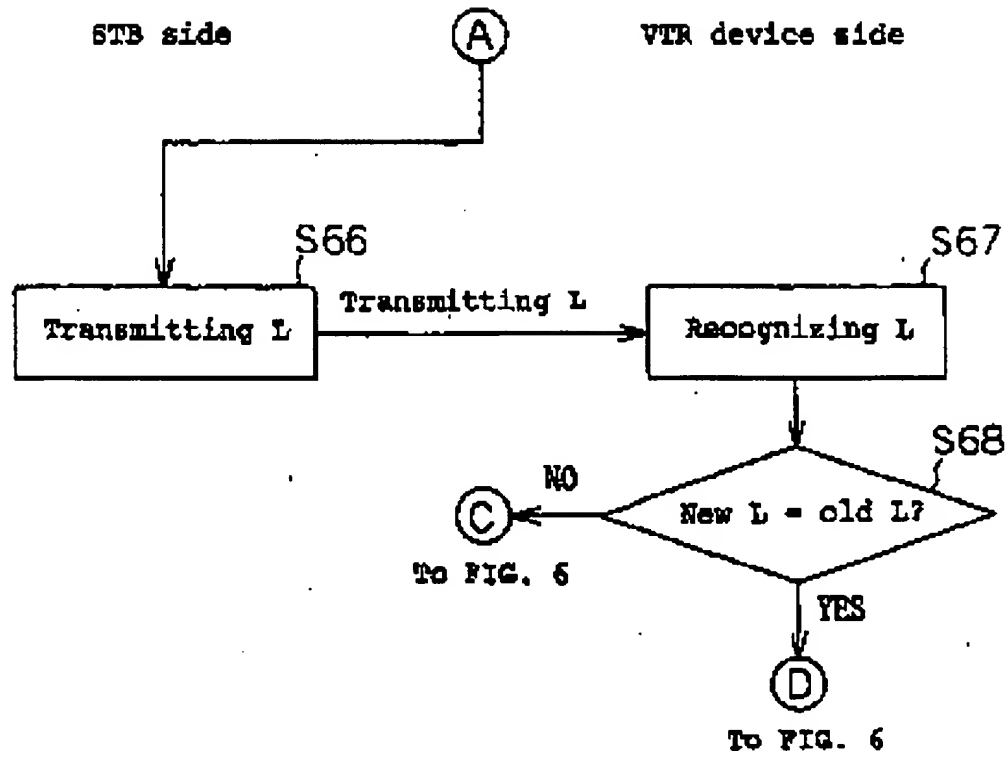 STB side
A
VTR device side
S66
S67
Transmitting L
Transmitting L
Recognizing L
S68
NO
New L = old L?
C
To FIG. 6
YES
D
To FIG. 6